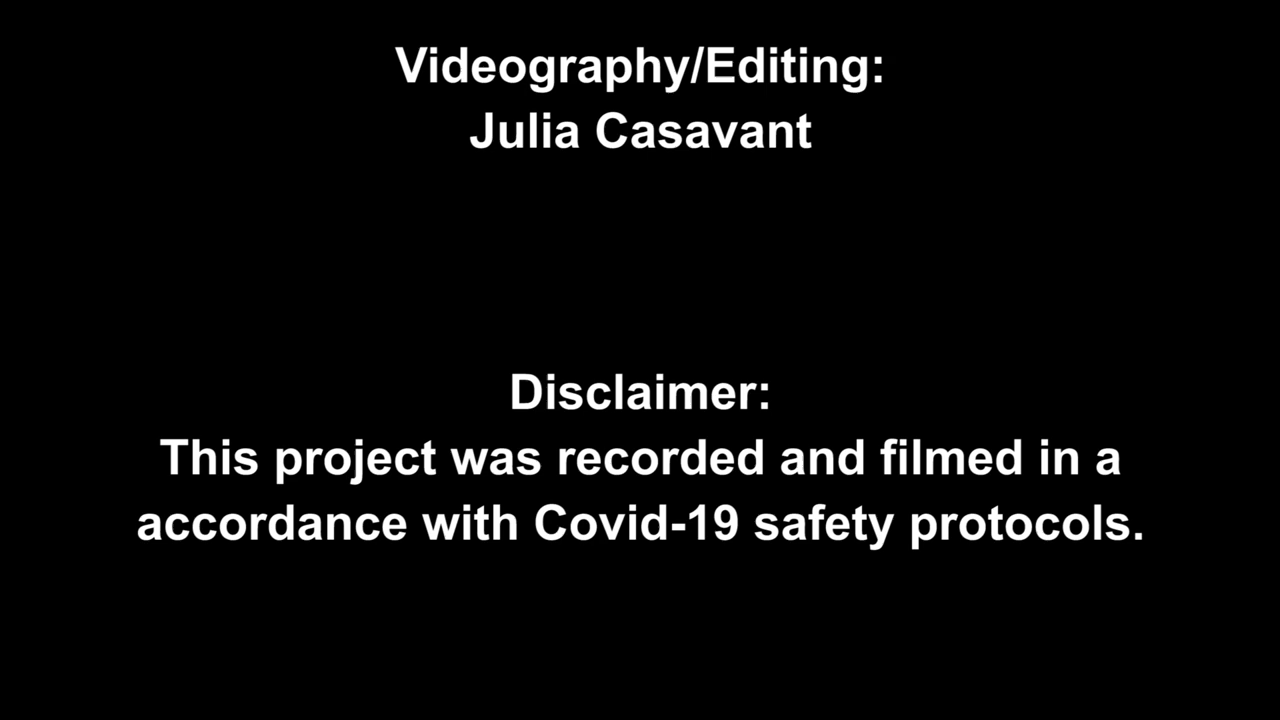 Videography/Editing:
Julia Casavant
Disclaimer:
This project was recorded and filmed in a
accordance with Covid-19 safety protocols.